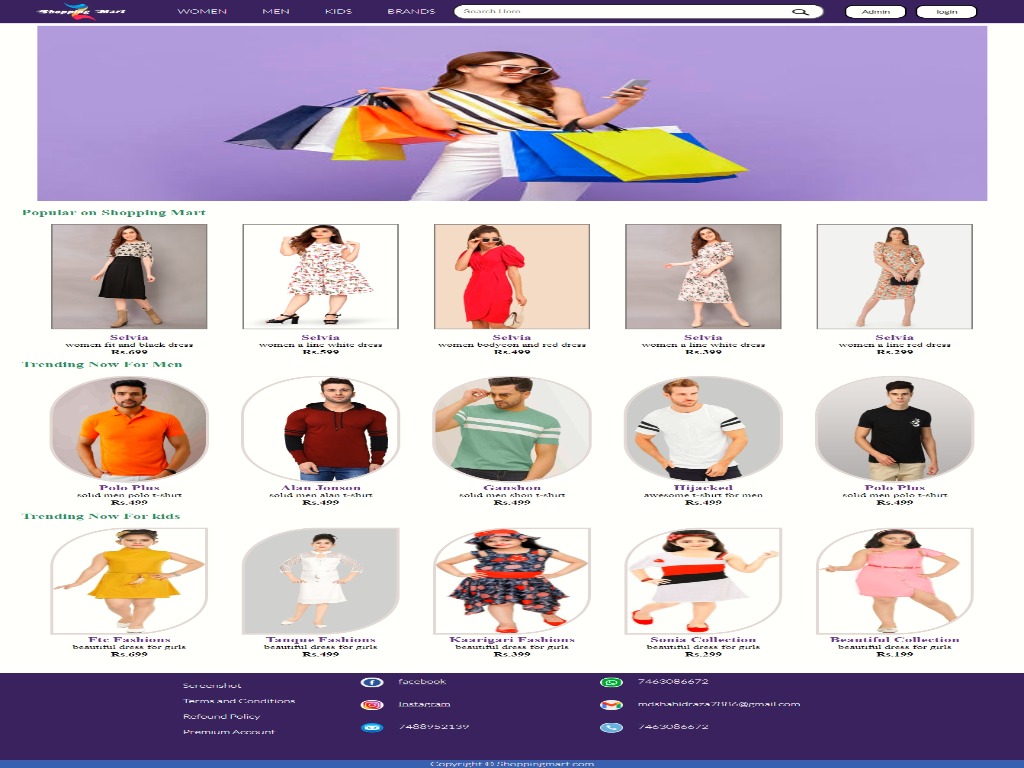 Shopping Mart
WOMEN MEN KIDS BRANDS Search Here Admin login
Popular on Shopping Mart
Selvia Selvia Selvia Selvia Selvia
women fit and black dress women a line white dress women bodycon and red dress women a line white dress women a line red dress
Rs.699 Rs.599 Rs.499 Rs.399 Rs.299
Trending Now For Men
Polo Plus Alan Jonson Ganshon Hijacked Polo Plus
solid men polo t-shirt solid men alan t-shirt solid men shon t-shirt awesome t-shirt for men solid men polo t-shirt
Rs.499 Rs.499 Rs.499 Rs.499 Rs.499
Trending Now For kids
Ftc Fashions Tanque Fashions Kaarigari Fashions Sonia Collection Beautiful Collection
beautiful dress for girls beautiful dress for girls beautiful dress for girls beautiful dress for girls beautiful dress for girls
Rs.699 Rs.499 Rs.399 Rs.299 Rs.199
Screenshot facebook 7463086672
Terms and Conditions Instagram mdshahidraza7886@gmail.com
Refound Policy 7488952139 7463086672
Premium Account
Copyright © Shoppingmart.com